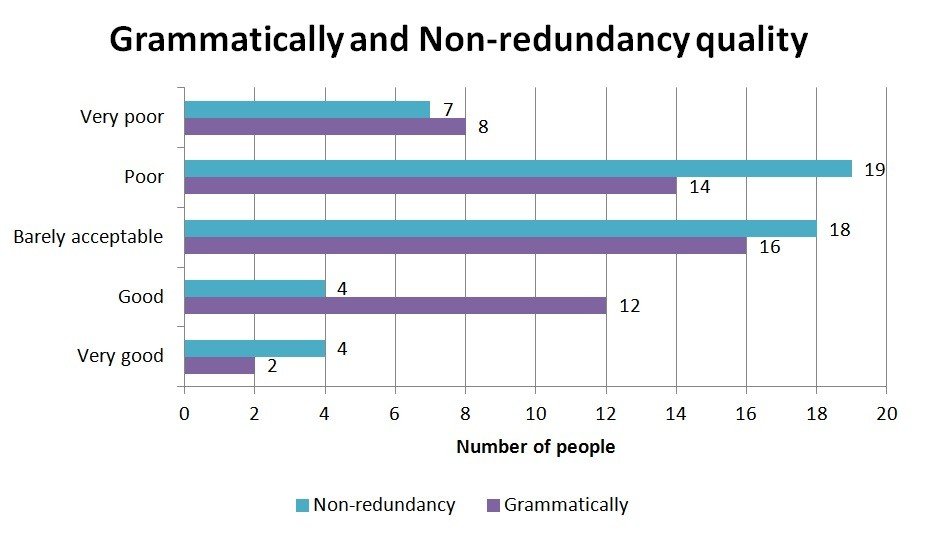 Grammatically and Non-redundancy quality
Very poor
7
8
Poor
19
14
Barely acceptable
18
16
Good
4
12
Very good
4
2
0 2 4 6 8 10 12 14 16 18 20
Number of people
Non-redundancy Grammatically